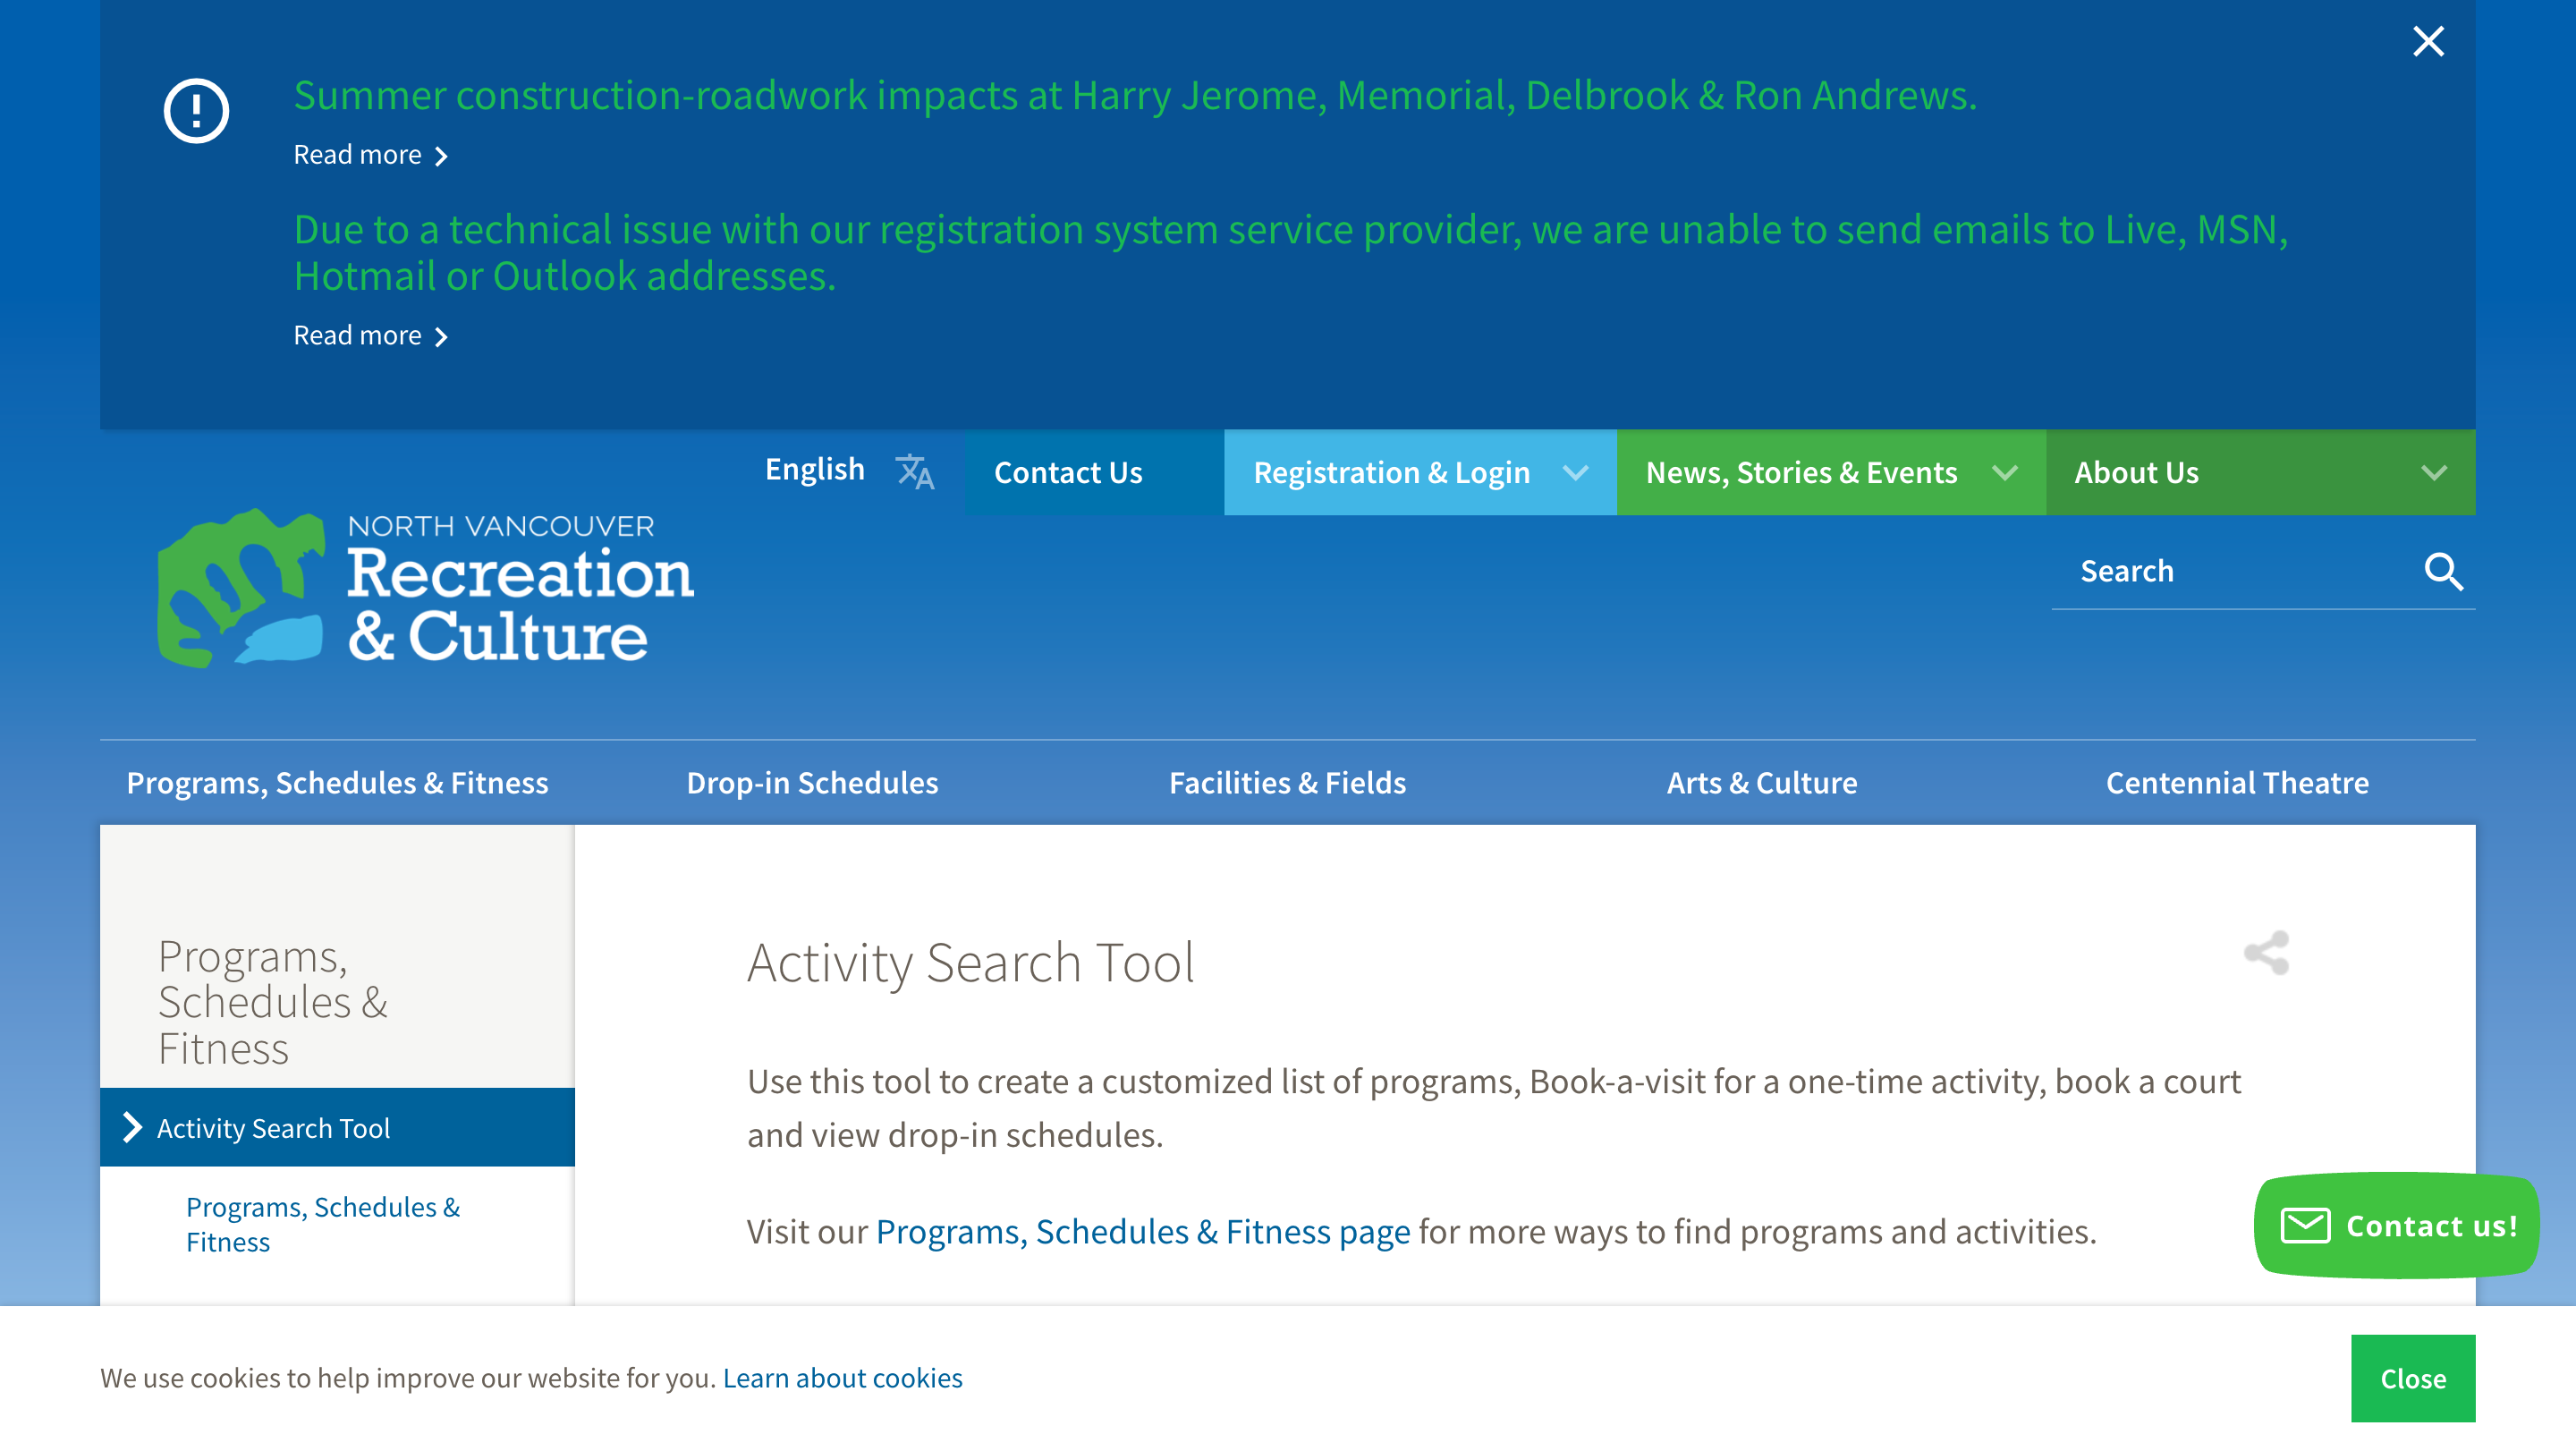 Summer construction-roadwork impacts at Harry Jerome, Memorial, Delbrook & Ron Andrews.
Read more
Due to a technical issue with our registration system service provider, we are unable to send emails to Live, MSN,
Hotmail or Outlook addresses.
Read more
English
Contact Us
Registration & Login
News, Stories & Events
About Us
NORTH VANCOUVER
Recreation
& Culture
Search
Programs, Schedules & Fitness
Drop-in Schedules
Facilities & Fields
Arts & Culture
Centennial Theatre
Programs,
Schedules &
Fitness
Activity Search Tool
Programs, Schedules &
Fitness
Activity Search Tool
Use this tool to create a customized list of programs, Book-a-visit for a one-time activity, book a court
and view drop-in schedules.
Visit our Programs, Schedules & Fitness page for more ways to find programs and activities.
Contact us!
We use cookies to help improve our website for you. Learn about cookies
Close